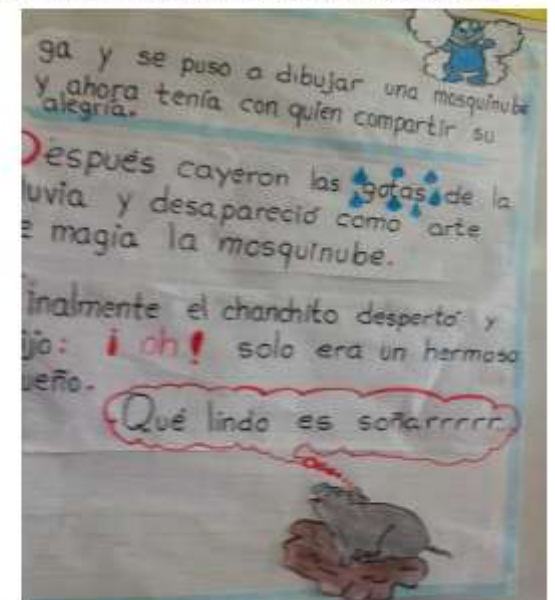 ga y se puso a dibujar una mosquinube
y ahora tenía con quien compartir su
alegría.
Después cayeron las gotas de la
luvia y desapareció como arte
e magia la mosquinube.
inalmente el chanchito despertó y
ijo: ¡oh! solo era un hermoso
ueño.
Qué lindo es soñarrrrr